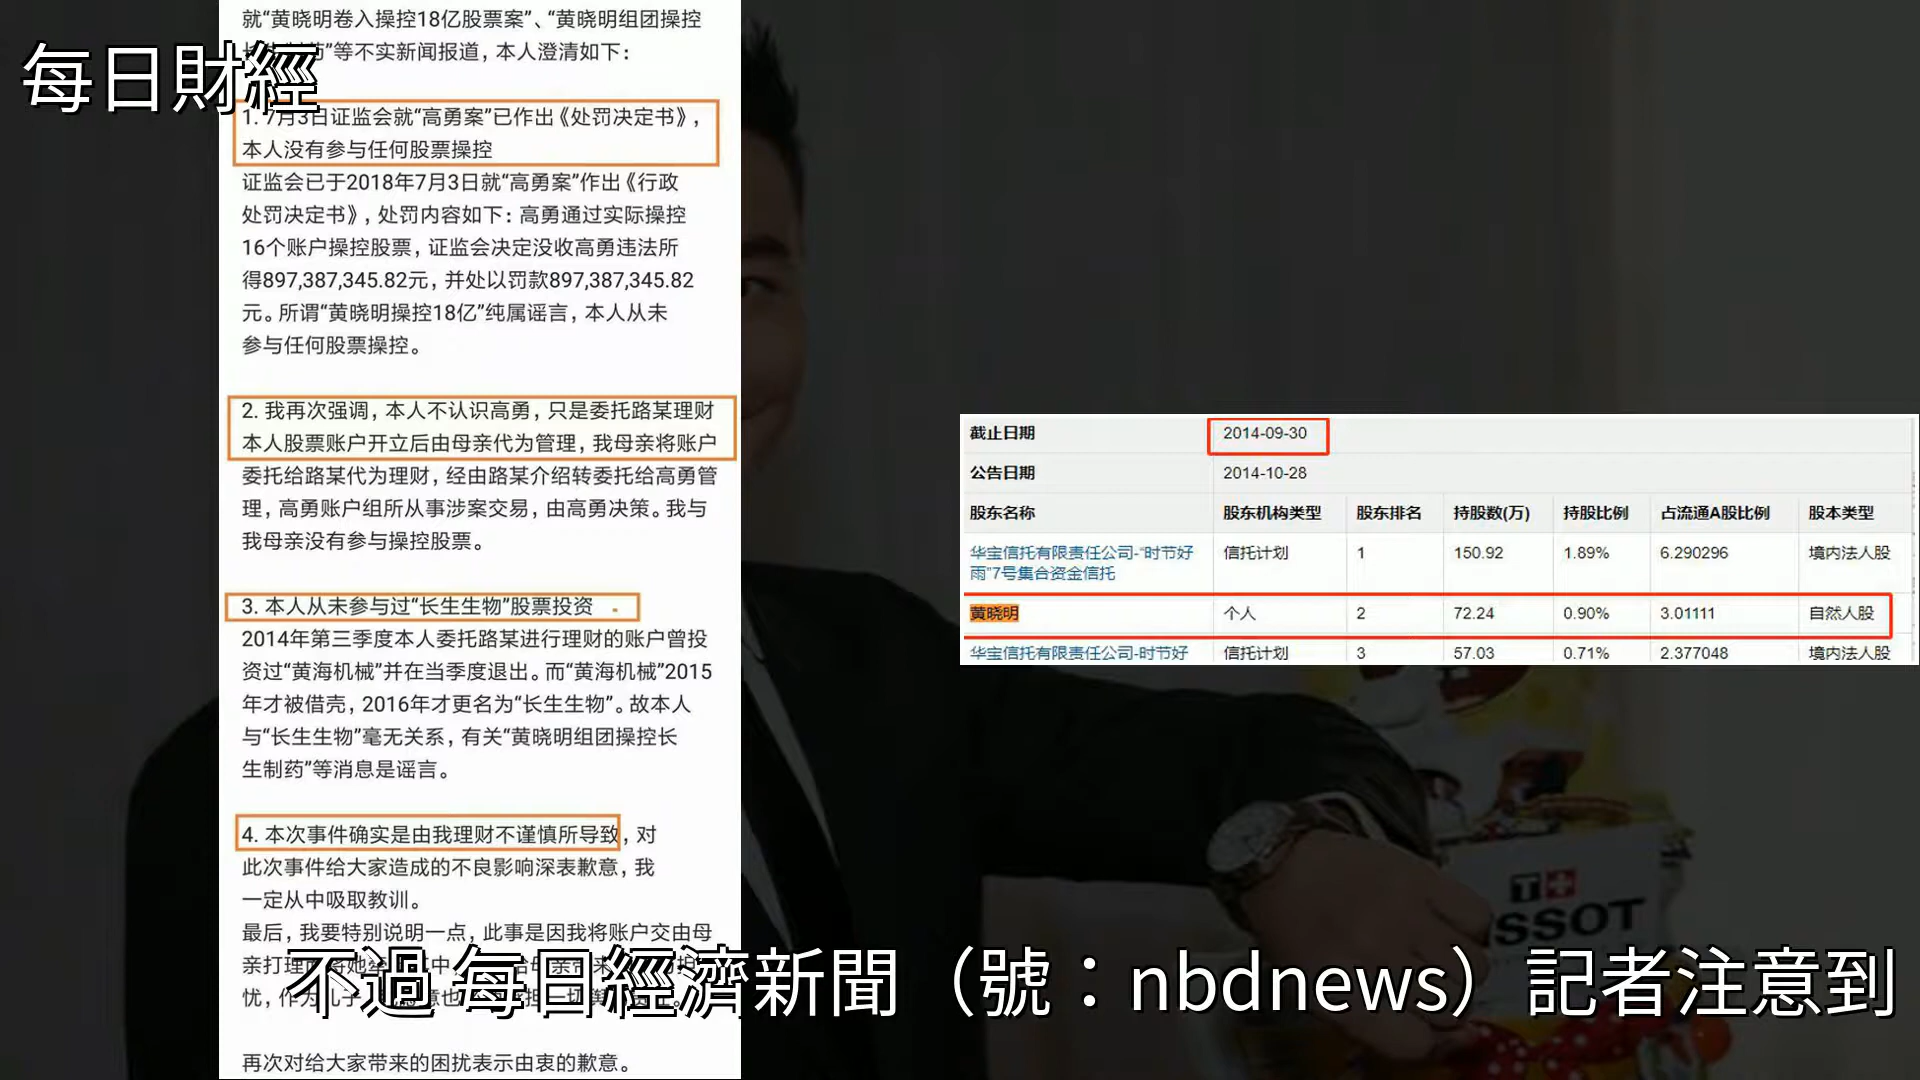 每日財經
就“黄晓明卷入操控18亿股票案”、“黄晓明组团操控
”等不实新闻报道，本人澄清如下：
1. 7月3日证监会就“高勇案”已作出《处罚决定书》，
本人没有参与任何股票操控
证监会已于2018年7月3日就“高勇案”作出《行政
处罚决定书》，处罚内容如下：高勇通过实际操控
16个账户操控股票，证监会决定没收高勇违法所
得897,387,345.82元，并处以罚款897,387,345.82
元。所谓“黄晓明操控18亿”纯属谣言，本人从未
参与任何股票操控。
2. 我再次强调，本人不认识高勇，只是委托路某理财
本人股票账户开立后由母亲代为管理，我母亲将账户
委托给路某代为理财，经由路某介绍转委托给高勇管
理，高勇账户组所从事涉案交易，由高勇决策。我与
我母亲没有参与操控股票。
3. 本人从未参与过“长生生物”股票投资
2014年第三季度本人委托路某进行理财的账户曾投
资过“黄海机械”并在当季度退出。而“黄海机械”2015
年才被借壳，2016年才更名为“长生生物”。故本人
与“长生生物”毫无关系，有关“黄晓明组团操控长
生制药”等消息是谣言。
4. 本次事件确实是由我理财不谨慎所导致，对
此次事件给大家造成的不良影响深表歉意，我
一定从中吸取教训。
最后，我要特别说明一点，此事是因我将账户交由母
亲打理
忧，作
再次对给大家带来的困扰表示由衷的歉意。
截止日期 2014-09-30
公告日期 2014-10-28
股东名称 股东机构类型 股东排名 持股数(万) 持股比例 占流通A股比例 股本类型
华宝信托有限责任公司-“时节好 信托计划 1 150.92 1.89% 6.290296 境内法人股
雨”7号集合资金信托
黄晓明 个人 2 72.24 0.90% 3.01111 自然人股
华宝信托有限责任公司-时节好 信托计划 3 57.03 0.71% 2.377048 境内法人股
T+
SSOT
不過 每日經濟新聞（號：nbdnews）記者注意到